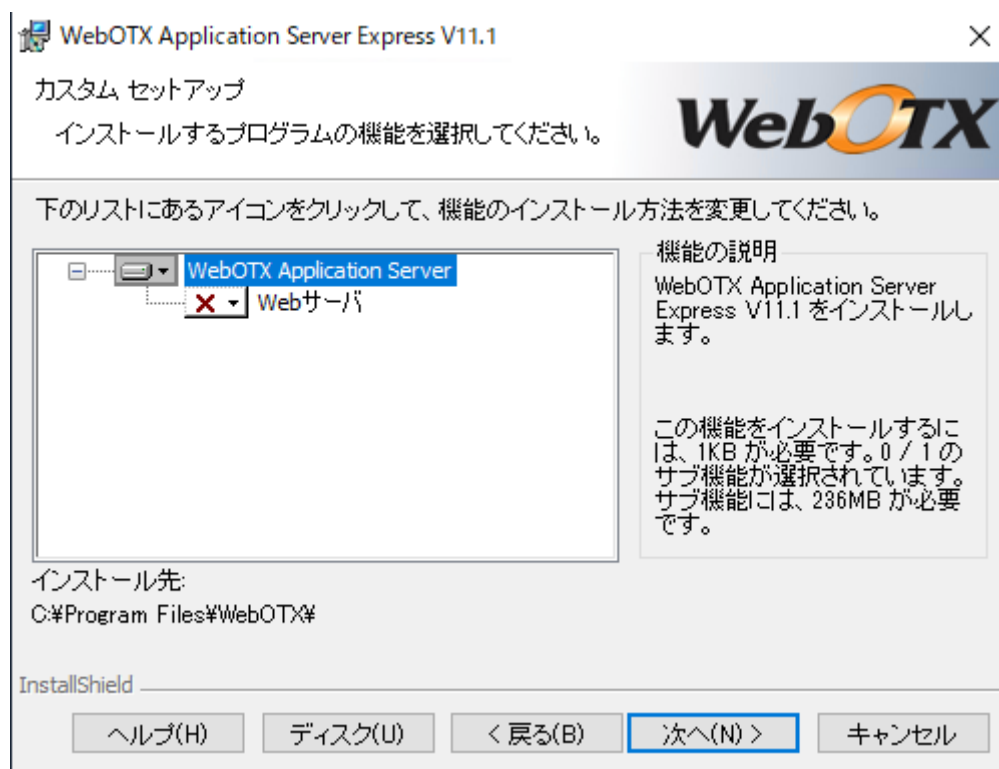 WebOTX Application Server Express V11.1
カスタム セットアップ
インストールするプログラムの機能を選択してください。
WebOTX
下のリストにあるアイコンをクリックして、機能のインストール方法を変更してください。
WebOTX Application Server
Webサーバ
機能の説明
WebOTX Application Server
Express V11.1 をインストールし
ます。
この機能をインストールするに
は、1KB が必要です。0 / 1 の
サブ機能が選択されています。
サブ機能には、236MB が必要
です。
インストール先:
C:¥Program Files¥WebOTX¥
InstallShield
ヘルプ(H)
ディスク(U)
< 戻る(B)
次へ(N) >
キャンセル